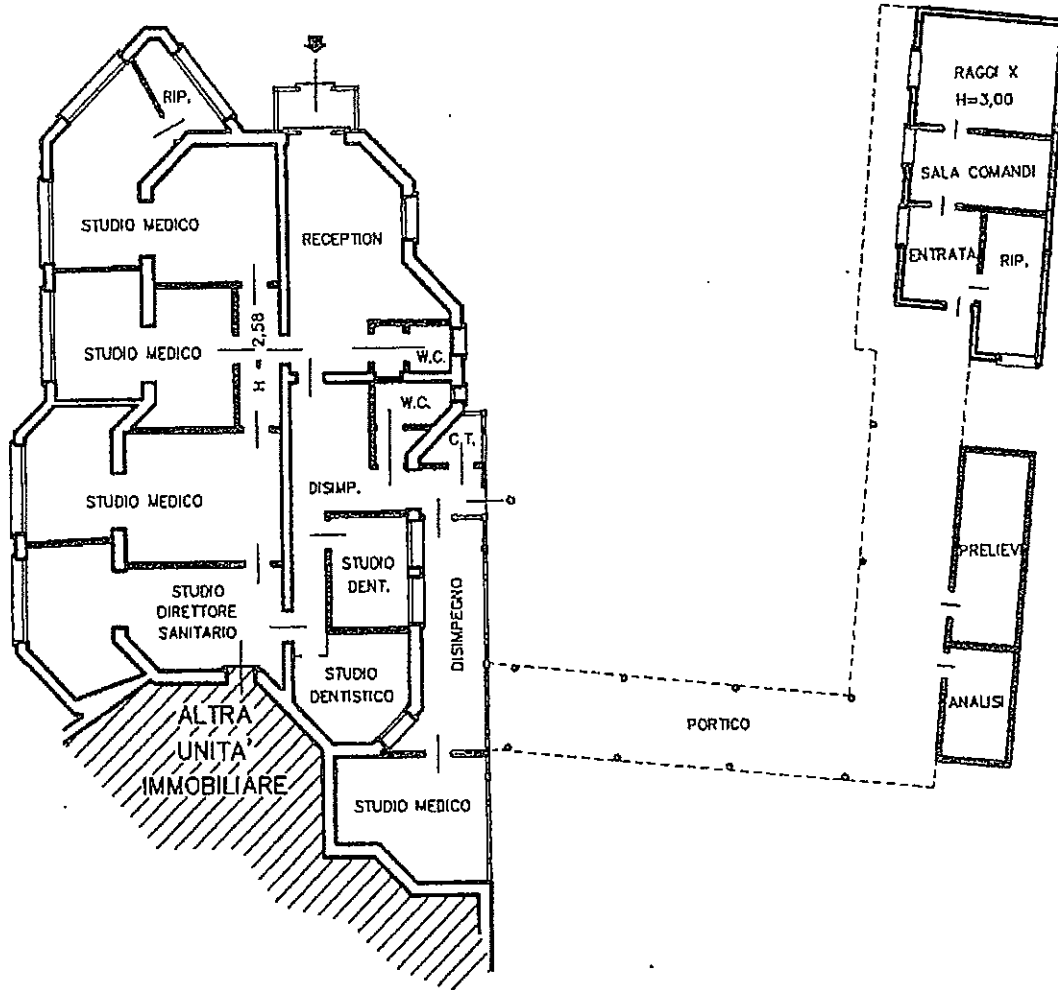 RIP.
STUDIO MEDICO
RECEPTION
STUDIO MEDICO
H = 2,58
W.C.
W.C.
C.T.
STUDIO MEDICO
DISIMP.
STUDIO
DENT.
STUDIO
DIRETTORE
SANITARIO
DISIMPEGNO
STUDIO
DENTISTICO
ALTRA
UNITA'
IMMOBILIARE
STUDIO MEDICO
PORTICO
RAGGI X
H=3,00
SALA COMANDI
ENTRATA
RIP.
PRELIEVI
ANALISI